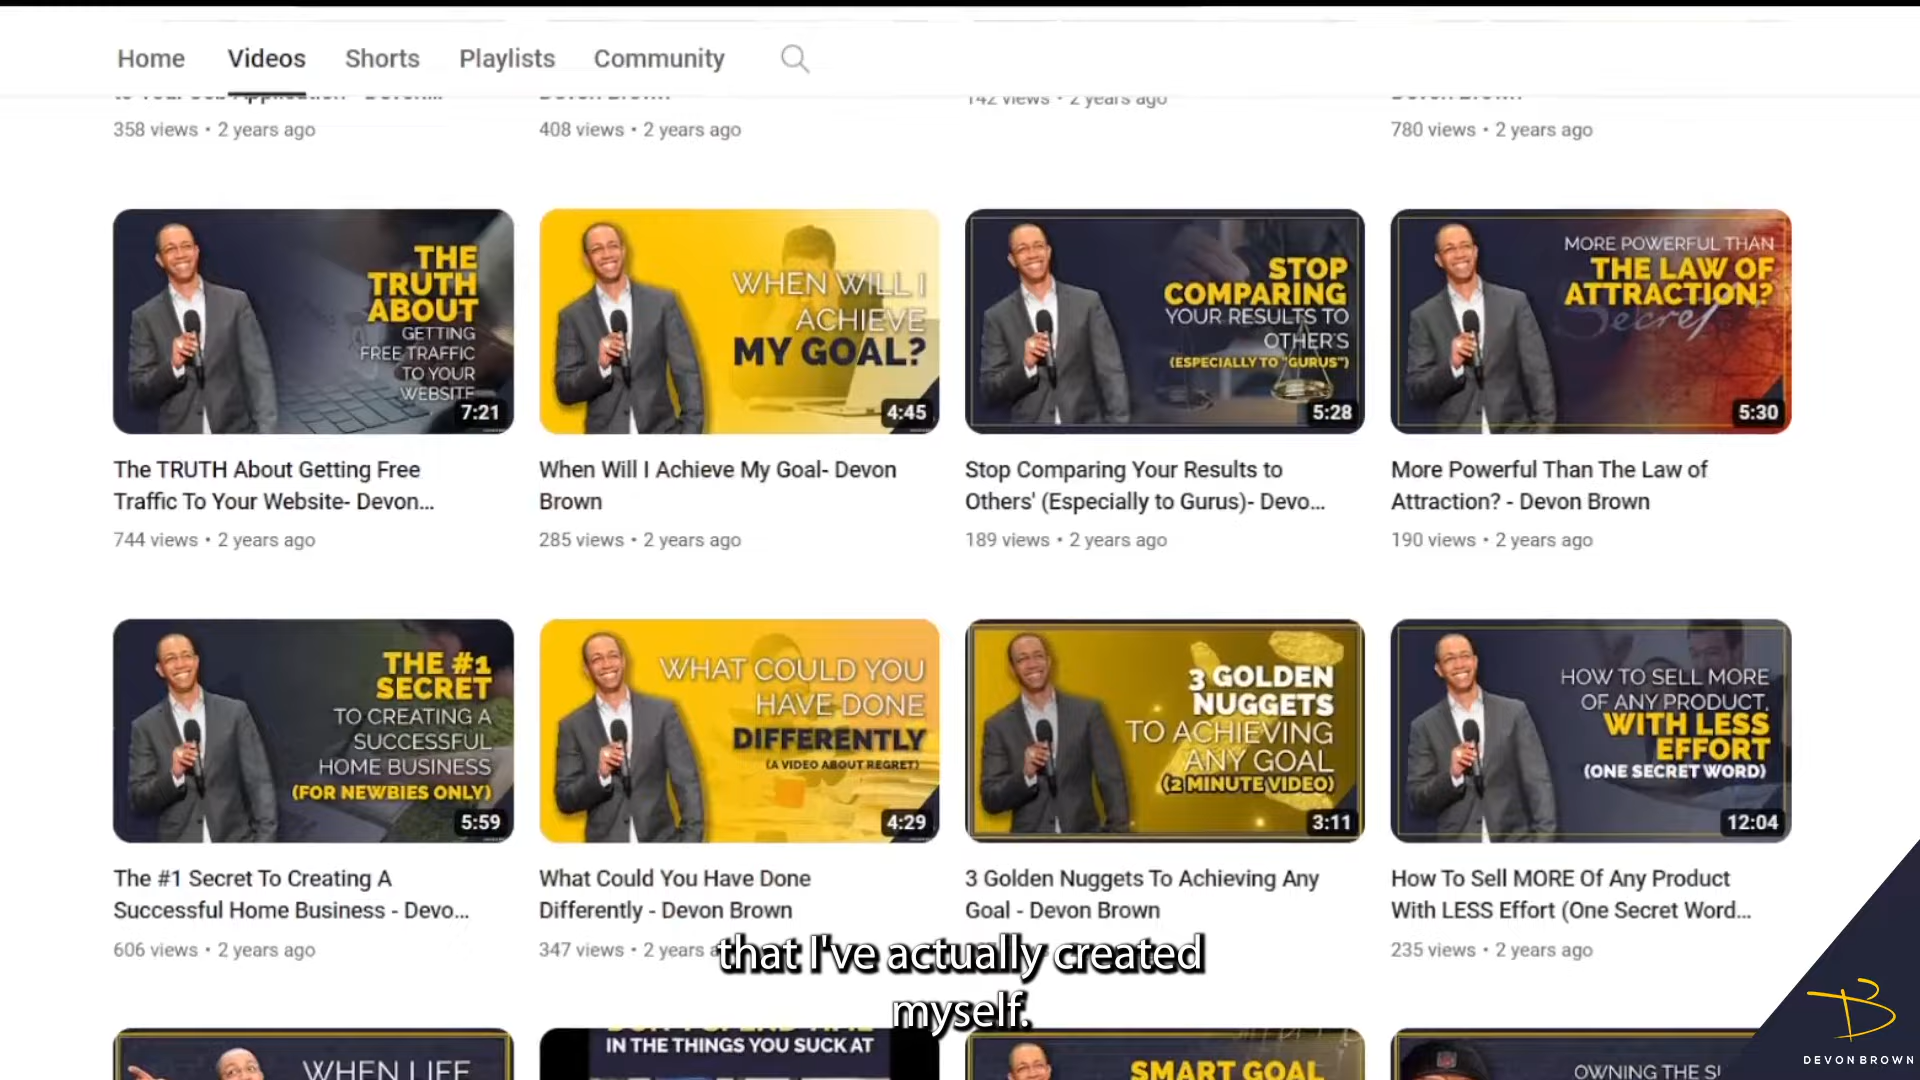 Home Videos Shorts Playlists Community
142 views • 2 years ago
358 views • 2 years ago
408 views • 2 years ago
780 views • 2 years ago
THE
TRUTH
ABOUT
GETTING
FREE TRAFFIC
TO YOUR
WEBSITE
7:21
WHEN WILL I
ACHIEVE
MY GOAL?
4:45
STOP
COMPARING
YOUR RESULTS TO
OTHER'S
(ESPECIALLY TO "GURUS")
5:28
MORE POWERFUL THAN
THE LAW OF
ATTRACTION?
Secret
5:30
The TRUTH About Getting Free
Traffic To Your Website- Devon...
744 views • 2 years ago
When Will I Achieve My Goal- Devon
Brown
285 views • 2 years ago
Stop Comparing Your Results to
Others' (Especially to Gurus)- Devo...
189 views • 2 years ago
More Powerful Than The Law of
Attraction? - Devon Brown
190 views • 2 years ago
THE #1
SECRET
TO CREATING A
SUCCESSFUL
HOME BUSINESS
(FOR NEWBIES ONLY)
5:59
WHAT COULD YOU
HAVE DONE
DIFFERENTLY
(A VIDEO ABOUT REGRET)
4:29
3 GOLDEN
NUGGETS
TO ACHIEVING
ANY GOAL
(2 MINUTE VIDEO)
3:11
HOW TO SELL MORE
OF ANY PRODUCT,
WITH LESS
EFFORT
(ONE SECRET WORD)
12:04
The #1 Secret To Creating A
Successful Home Business - Devo...
606 views • 2 years ago
What Could You Have Done
Differently - Devon Brown
347 views • 2 years
3 Golden Nuggets To Achieving Any
Goal - Devon Brown
How To Sell MORE Of Any Product
With LESS Effort (One Secret Word...
235 views • 2 years ago
that I've actually created
myself.
WHEN LIFE
IN THE THINGS YOU SUCK AT
SMART GOAL
OWNING THE
DEVON BROWN